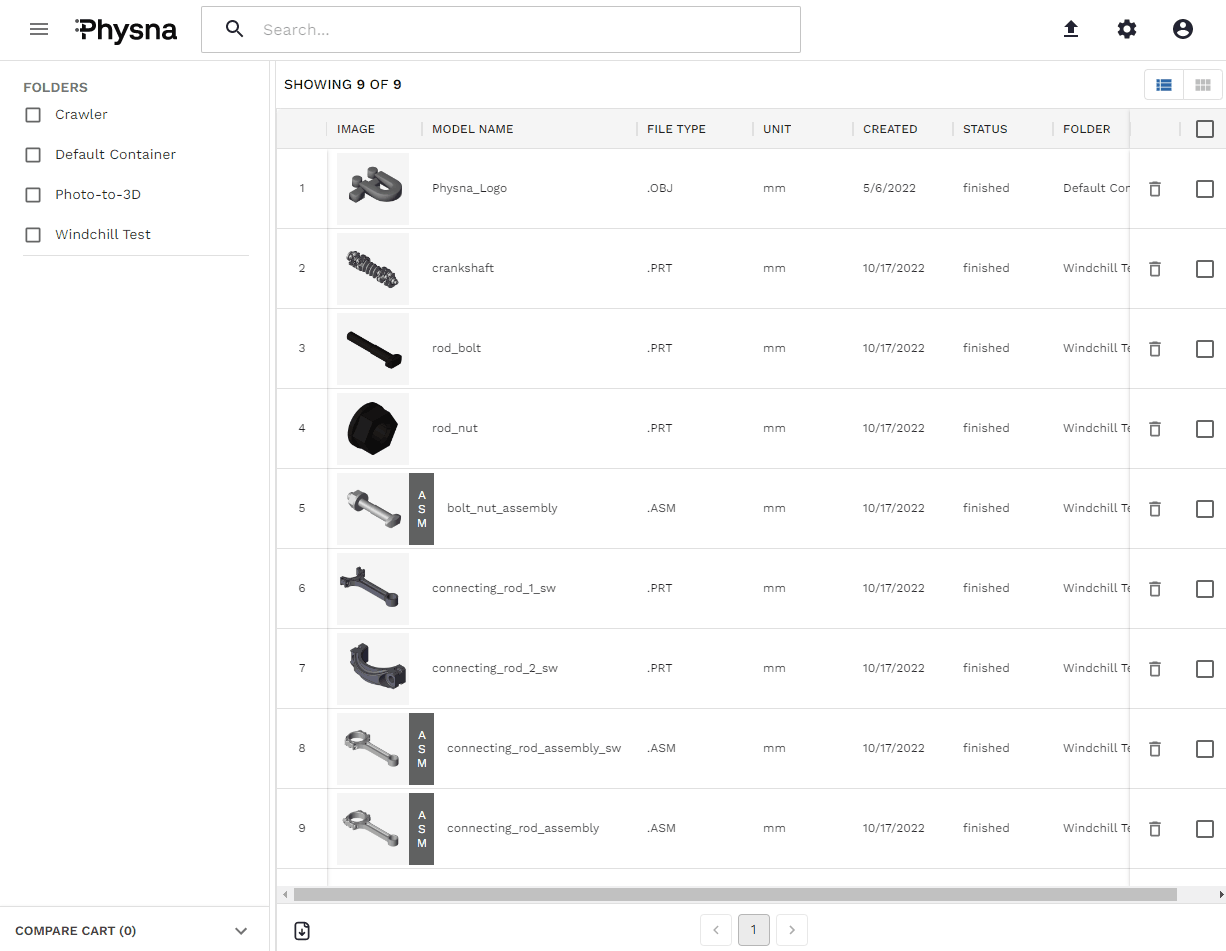 Physna
Search...
FOLDERS
Crawler
Default Container
Photo-to-3D
Windchill Test
SHOWING 9 OF 9
IMAGE MODEL NAME FILE TYPE UNIT CREATED STATUS FOLDER
1 Physna_Logo .OBJ mm 5/6/2022 finished Default Con
2 crankshaft .PRT mm 10/17/2022 finished Windchill Te
3 rod_bolt .PRT mm 10/17/2022 finished Windchill Te
4 rod_nut .PRT mm 10/17/2022 finished Windchill Te
5 ASM bolt_nut_assembly .ASM mm 10/17/2022 finished Windchill Te
6 connecting_rod_1_sw .PRT mm 10/17/2022 finished Windchill Te
7 connecting_rod_2_sw .PRT mm 10/17/2022 finished Windchill Te
8 ASM connecting_rod_assembly_sw .ASM mm 10/17/2022 finished Windchill Te
9 ASM connecting_rod_assembly .ASM mm 10/17/2022 finished Windchill Te
COMPARE CART (0)
1